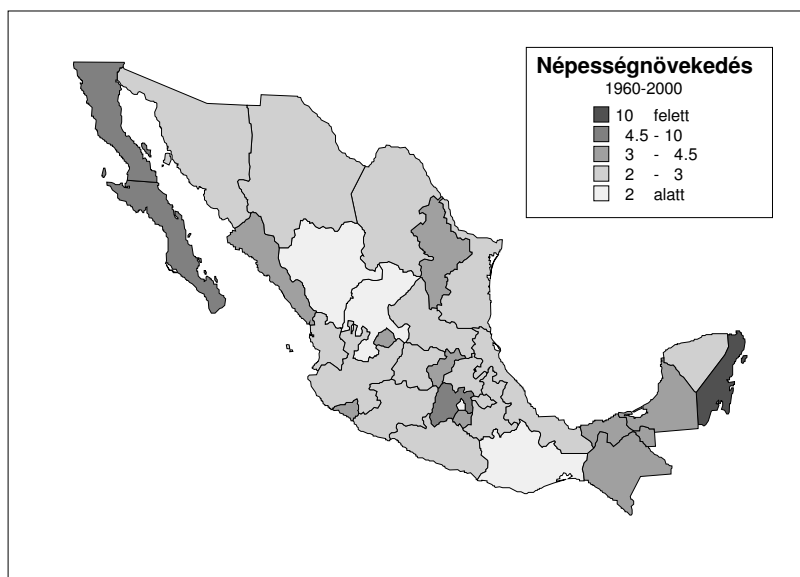 Népességnövekedés
1960-2000
10 felett
4.5 - 10
3 - 4.5
2 - 3
2 alatt